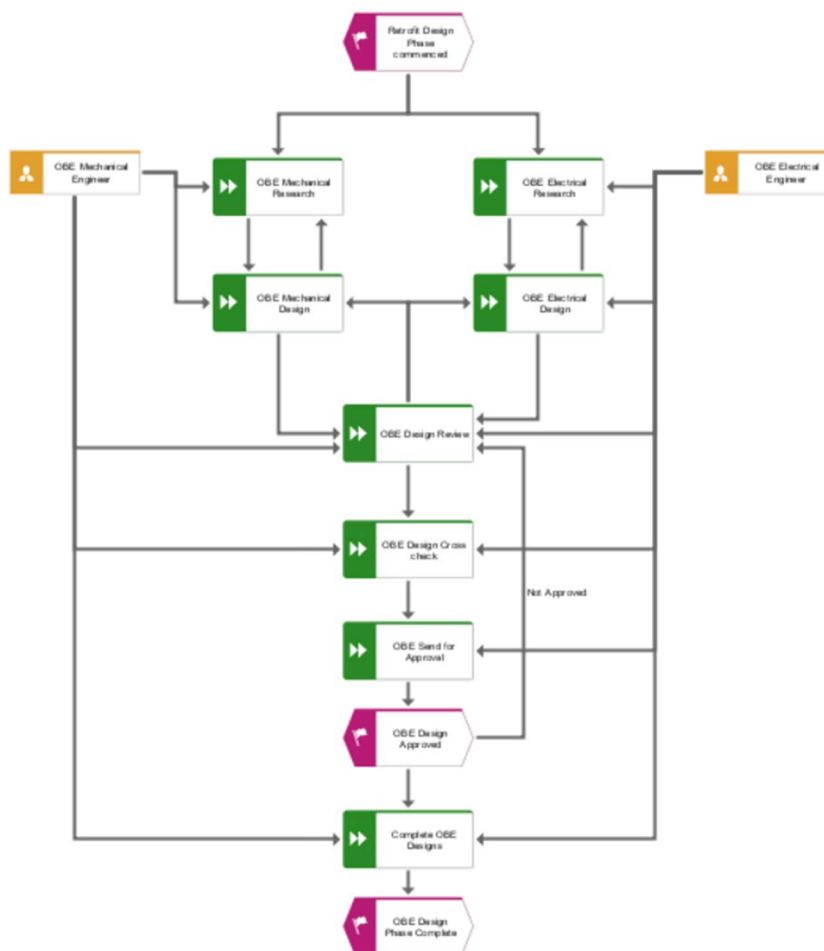 Retrofit Design
Phase
commenced
OBE Mechanical
Engineer
OBE Mechanical
Research
OBE Electrical
Research
OBE Electrical
Engineer
OBE Mechanical
Design
OBE Electrical
Design
OBE Design Review
OBE Design Cross
check
Not Approved
OBE Send for
Approval
OBE Design
Approved
Complete OBE
Designs
OBE Design
Phase Complete